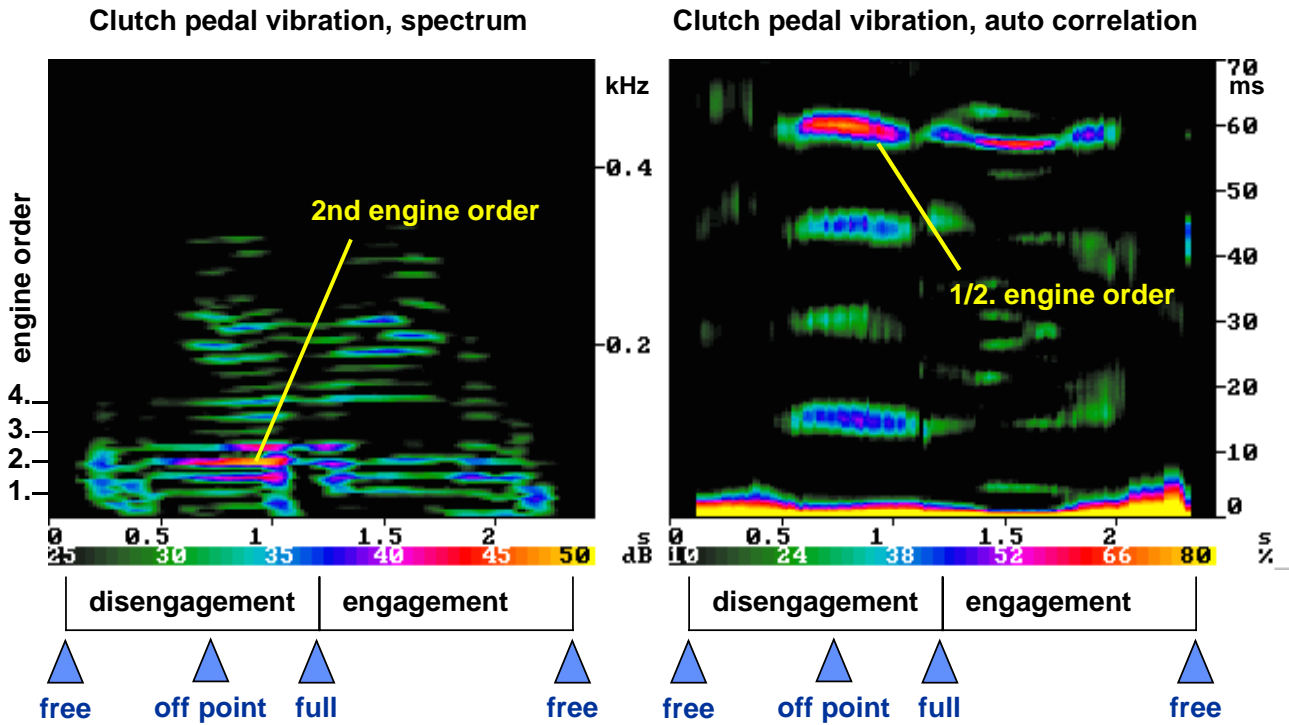 Clutch pedal vibration, spectrum
kHz
0.4
2nd engine order
0.2
engine order
4.
3.
2.
1.
0 0.5 1 1.5 2 s
25 30 35 40 45 50 dB
disengagement engagement
free off point full free
Clutch pedal vibration, auto correlation
70
ms
60
50
40
1/2. engine order
30
20
10
0
0 0.5 1 1.5 2 s
10 24 38 52 66 80 %
disengagement engagement
free off point full free